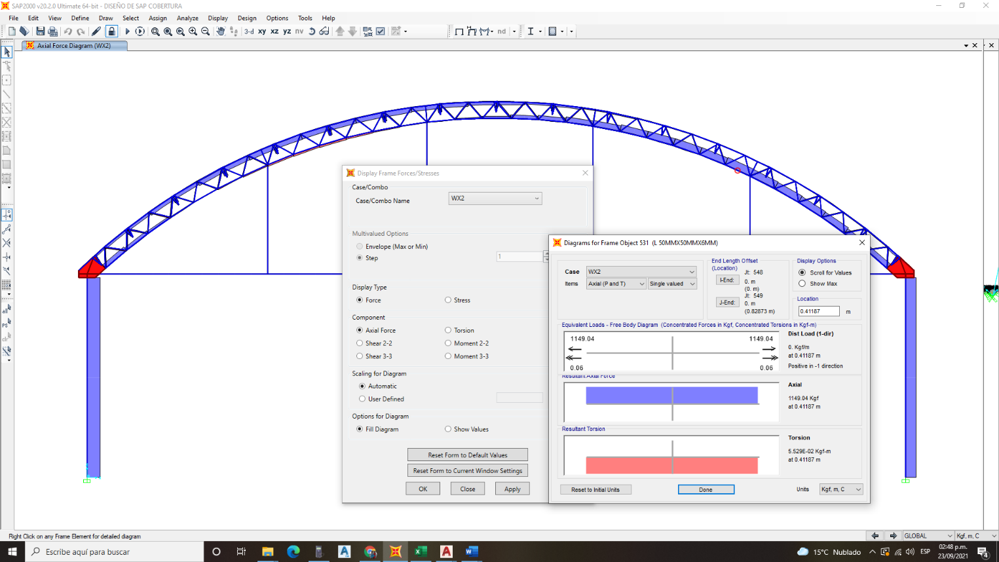 SAP2000 v20.2.0 Ultimate 64-bit - DISEÑO DE SAP COBERTURA
File Edit View Define Draw Select Assign Analyze Display Design Options Tools Help
3-d xy xz yz nv
nd
Axial Force Diagram (WX2)
Display Frame Forces/Stresses
Case/Combo
Case/Combo Name WX2
Multivalued Options
Envelope (Max or Min)
Step 1
Display Type
Force Stress
Component
Axial Force Torsion
Shear 2-2 Moment 2-2
Shear 3-3 Moment 3-3
Scaling for Diagram
Automatic
User Defined
Options for Diagram
Fill Diagram Show Values
Reset Form to Default Values
Reset Form to Current Window Settings
OK Close Apply
Diagrams for Frame Object 531 (L 50MMX50MMX6MM)
Case WX2
Items Axial (P and T) Single valued
End Length Offset
(Location)
I-End: Jt: 548
0. m
(0. m)
J-End: Jt: 549
0. m
(0.82873 m)
Display Options
Scroll for Values
Show Max
Location
0.41187 m
Equivalent Loads - Free Body Diagram (Concentrated Forces in Kgf, Concentrated Torsions in Kgf-m)
1149.04 1149.04
0.06 0.06
Dist Load (1-dir)
0. Kgf/m
at 0.41187 m
Positive in -1 direction
Resultant Axial Force
Axial
1149.04 Kgf
at 0.41187 m
Resultant Torsion
Torsion
5.529E-02 Kgf-m
at 0.41187 m
Reset to Initial Units Done Units Kgf, m, C
all
PS
clr
Right Click on any Frame Element for detailed diagram
GLOBAL Kgf, m, C
Escribe aquí para buscar
15°C Nublado
ESP
02:48 p.m.
23/09/2021
4